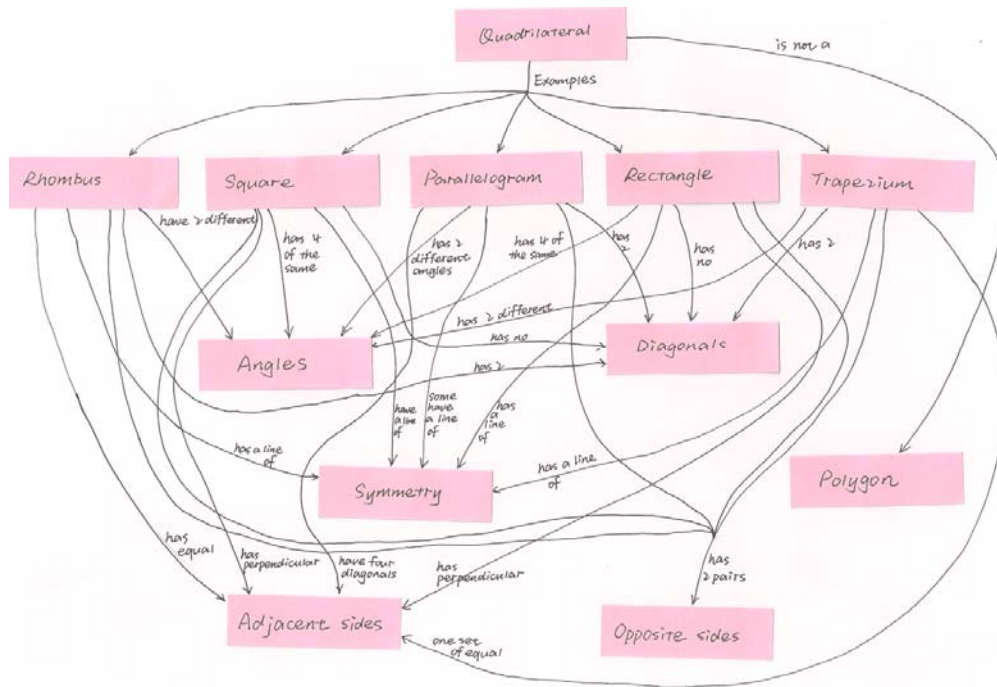 Quadrilateral
is not a
Examples
Rhombus
Square
Parallelogram
Rectangle
Trapezium
have 2 different
has 4
of the
same
has 2
different
angles
has 4 of
the same
has
2
has
no
has 2
has 2 different
has no
Angles
Diagonals
has 2
have
a line
of
some
have
a line
of
has
a
line
of
has a line
of
has a line
of
Symmetry
Polygon
has
equal
has
perpendicular
have four
diagonals
has
perpendicular
has
2 pairs
Adjacent sides
Opposite sides
one set
of equal